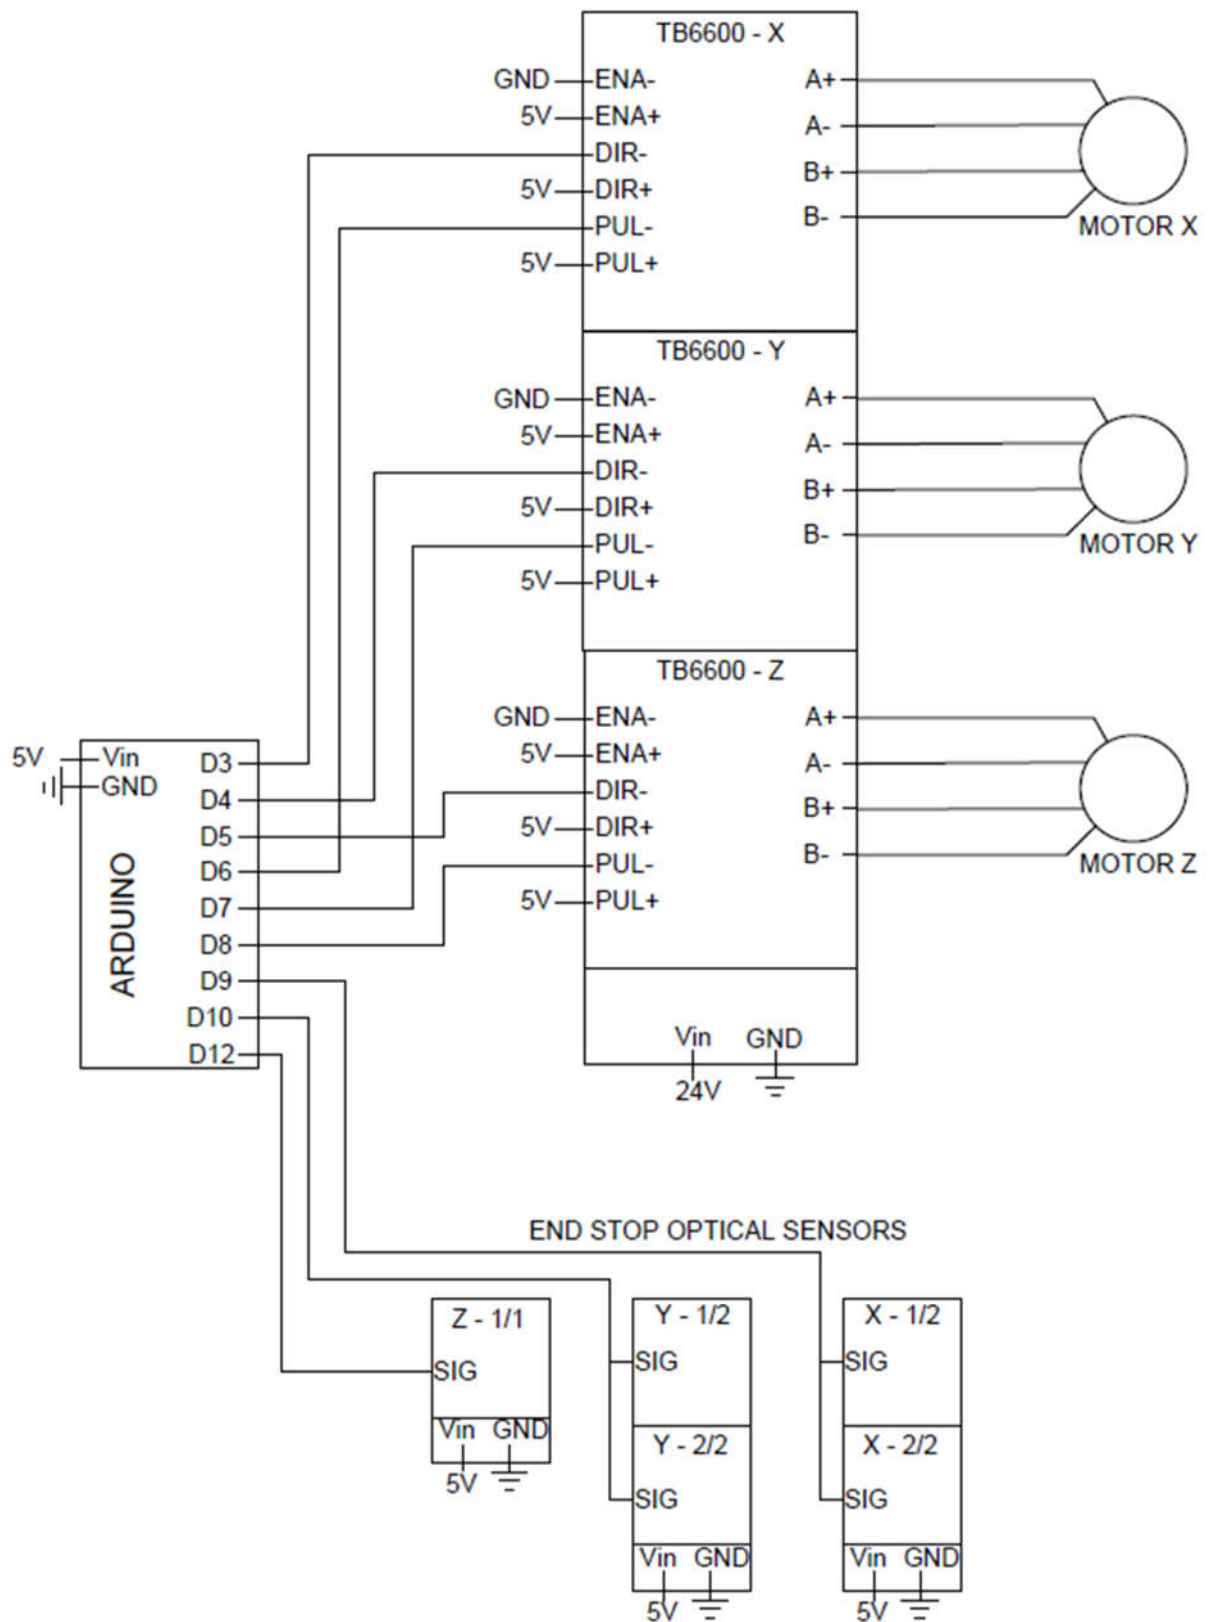 TB6600 - X
GND ENA- A+
5V ENA+ A-
DIR-
5V DIR+ B+
PUL- B-
5V PUL+
MOTOR X
TB6600 - Y
GND ENA- A+
5V ENA+ A-
DIR-
5V DIR+ B+
PUL- B-
5V PUL+
MOTOR Y
TB6600 - Z
GND ENA- A+
5V ENA+ A-
DIR-
5V DIR+ B+
PUL- B-
5V PUL+
MOTOR Z
Vin GND
24V
5V Vin
GND
ARDUINO
D3
D4
D5
D6
D7
D8
D9
D10
D12
END STOP OPTICAL SENSORS
Z - 1/1
SIG
Vin GND
5V
Y - 1/2
SIG
Y - 2/2
SIG
Vin GND
5V
X - 1/2
SIG
X - 2/2
SIG
Vin GND
5V